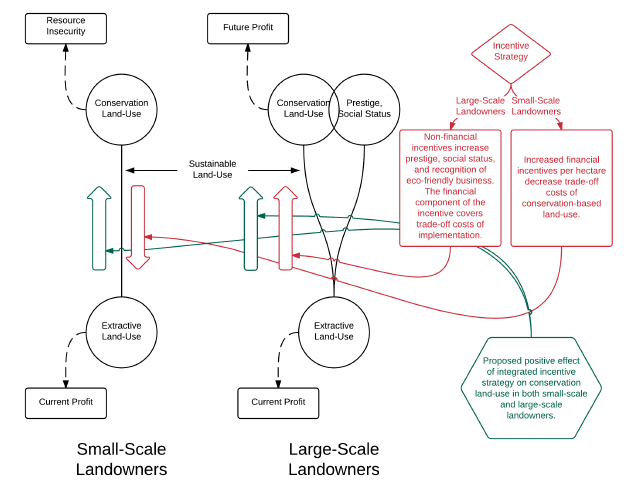 Resource
Insecurity
Future Profit
Incentive
Strategy
Conservation
Land-Use
Conservation
Land-Use
Prestige,
Social Status
Large-Scale
Landowners
Small-Scale
Landowners
Non-financial
incentives increase
prestige, social status,
and recognition of
eco-friendly business.
The financial
component of the
incentive covers
trade-off costs of
implementation.
Increased financial
incentives per hectare
decrease trade-off
costs of
conservation-based
land-use.
Sustainable
Land-Use
Extractive
Land-Use
Extractive
Land-Use
Proposed positive effect
of integrated incentive
strategy on conservation
land-use in both small-scale
and large-scale
landowners.
Current Profit
Current Profit
Small-Scale
Landowners
Large-Scale
Landowners